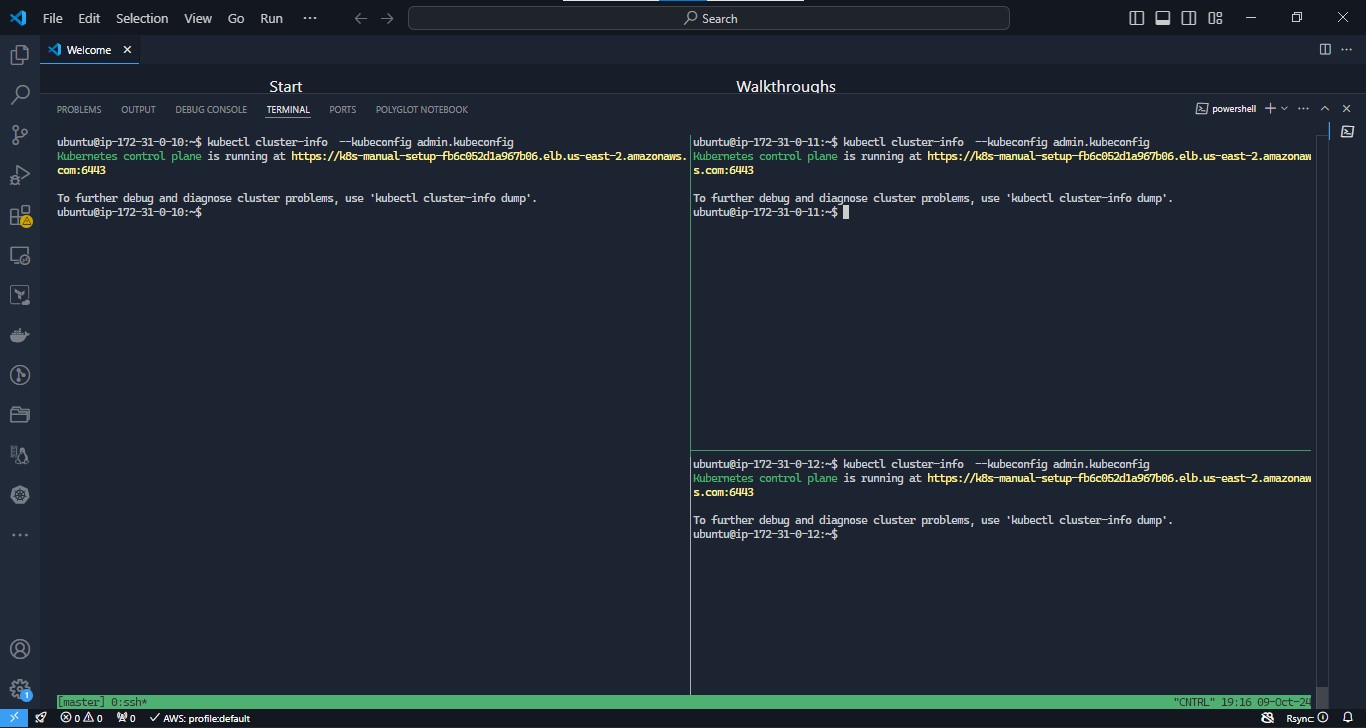 File Edit Selection View Go Run ··· Search
Welcome
Start Walkthroughs
PROBLEMS OUTPUT DEBUG CONSOLE TERMINAL PORTS POLYGLOT NOTEBOOK powershell
ubuntu@ip-172-31-0-10:~$ kubectl cluster-info --kubeconfig admin.kubeconfig
Kubernetes control plane is running at https://k8s-manual-setup-fb6c052d1a967b06.elb.us-east-2.amazonaws.
com:6443
To further debug and diagnose cluster problems, use 'kubectl cluster-info dump'.
ubuntu@ip-172-31-0-10:~$
ubuntu@ip-172-31-0-11:~$ kubectl cluster-info --kubeconfig admin.kubeconfig
Kubernetes control plane is running at https://k8s-manual-setup-fb6c052d1a967b06.elb.us-east-2.amazonaw
s.com:6443
To further debug and diagnose cluster problems, use 'kubectl cluster-info dump'.
ubuntu@ip-172-31-0-11:~$
ubuntu@ip-172-31-0-12:~$ kubectl cluster-info --kubeconfig admin.kubeconfig
Kubernetes control plane is running at https://k8s-manual-setup-fb6c052d1a967b06.elb.us-east-2.amazonaw
s.com:6443
To further debug and diagnose cluster problems, use 'kubectl cluster-info dump'.
ubuntu@ip-172-31-0-12:~$
[master] 0:ssh* "CNTRL" 19:16 09-Oct-24
1
0 0 0 AWS: profile:default Rsync: